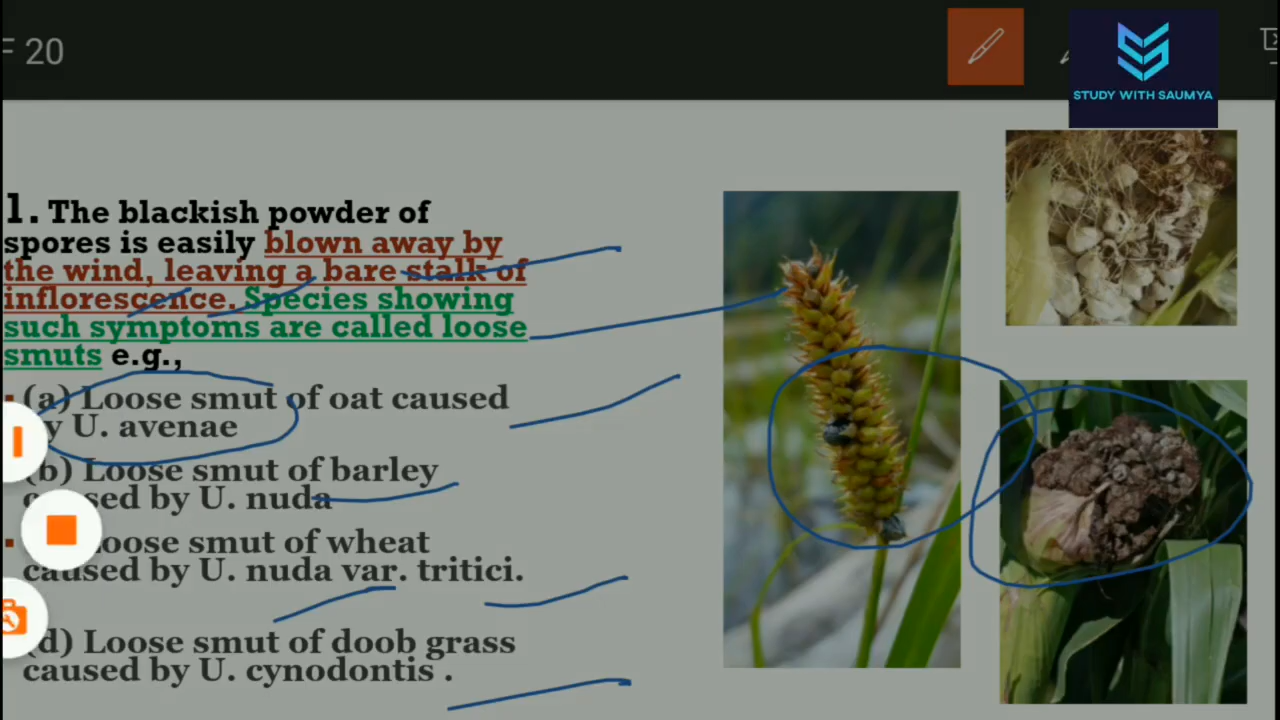 F 20
STUDY WITH SAUMYA
1. The blackish powder of
spores is easily blown away by
the wind, leaving a bare stalk of
inflorescence. Species showing
such symptoms are called loose
smuts e.g.,
(a) Loose smut of oat caused
U. avenae
(b) Loose smut of barley
caused by U. nuda
Loose smut of wheat
caused by U. nuda var. tritici.
(d) Loose smut of doob grass
caused by U. cynodontis .